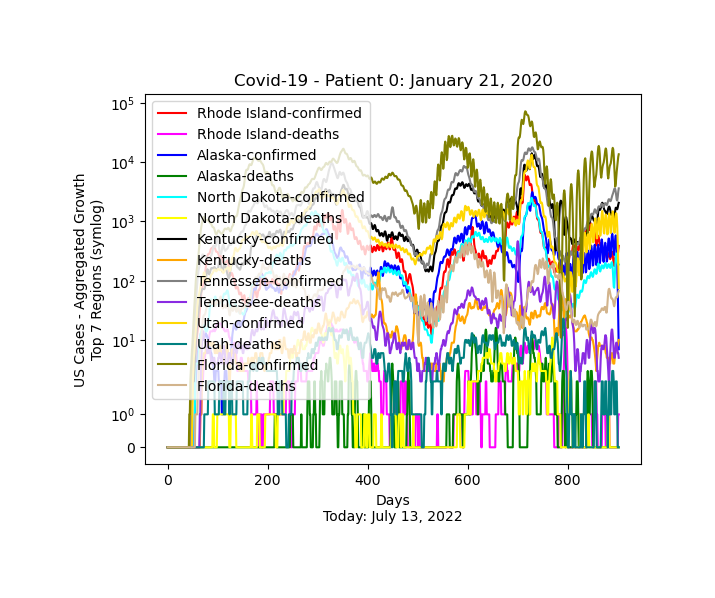 Covid-19 - Patient 0: January 21, 2020
US Cases - Aggregated Growth
Top 7 Regions (symlog)
10^5
10^4
10^3
10^2
10^1
10^0
0
Rhode Island-confirmed
Rhode Island-deaths
Alaska-confirmed
Alaska-deaths
North Dakota-confirmed
North Dakota-deaths
Kentucky-confirmed
Kentucky-deaths
Tennessee-confirmed
Tennessee-deaths
Utah-confirmed
Utah-deaths
Florida-confirmed
Florida-deaths
0 200 400 600 800
Days
Today: July 13, 2022